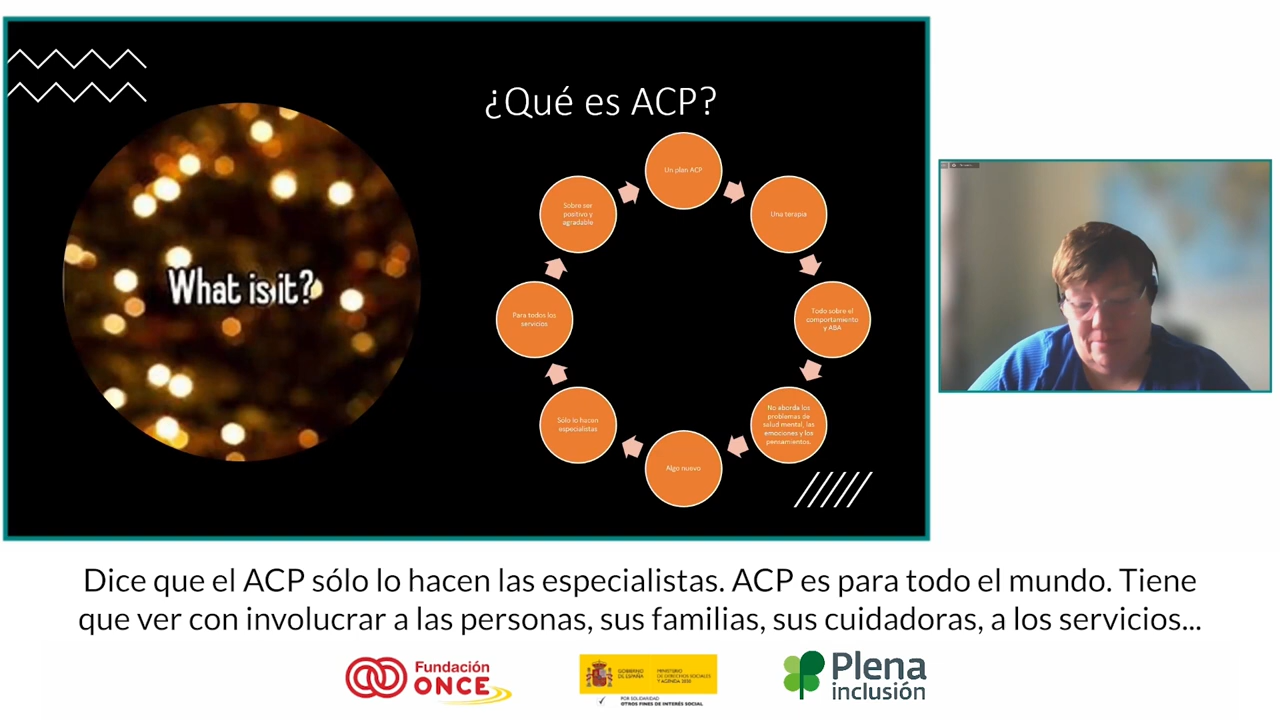 ¿Qué es ACP?
What is it?
Un plan ACP
Una terapia
Todo sobre el
comportamiento
y ABA
No aborda los
problemas de
salud mental, las
emociones y los
pensamientos.
Algo nuevo
Sólo lo hacen
especialistas
Para todos los
servicios
Sobre ser
positivo y
agradable
Dice que el ACP sólo lo hacen las especialistas. ACP es para todo el mundo. Tiene
que ver con involucrar a las personas, sus familias, sus cuidadoras, a los servicios...
Fundación
ONCE
GOBIERNO
DE ESPAÑA
MINISTERIO
DE DERECHOS SOCIALES
Y AGENDA 2030
POR SOLIDARIDAD
OTROS FINES DE INTERÉS SOCIAL
Plena
inclusión